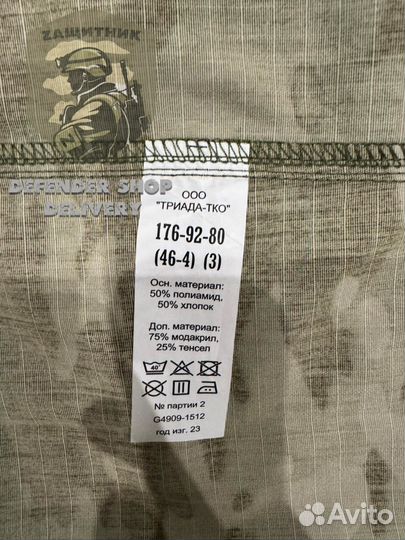 ZАЩИТНИК
DEFENDER SHOP
DELIVERY
ООО
"ТРИАДА-ТКО"
176-92-80
(46-4) (3)
Осн. материал:
50% полиамид,
50% хлопок
Доп. материал:
75% модакрил,
25% тенсел
40°
№ партии 2
G4909-1512
год изг. 23
Avito